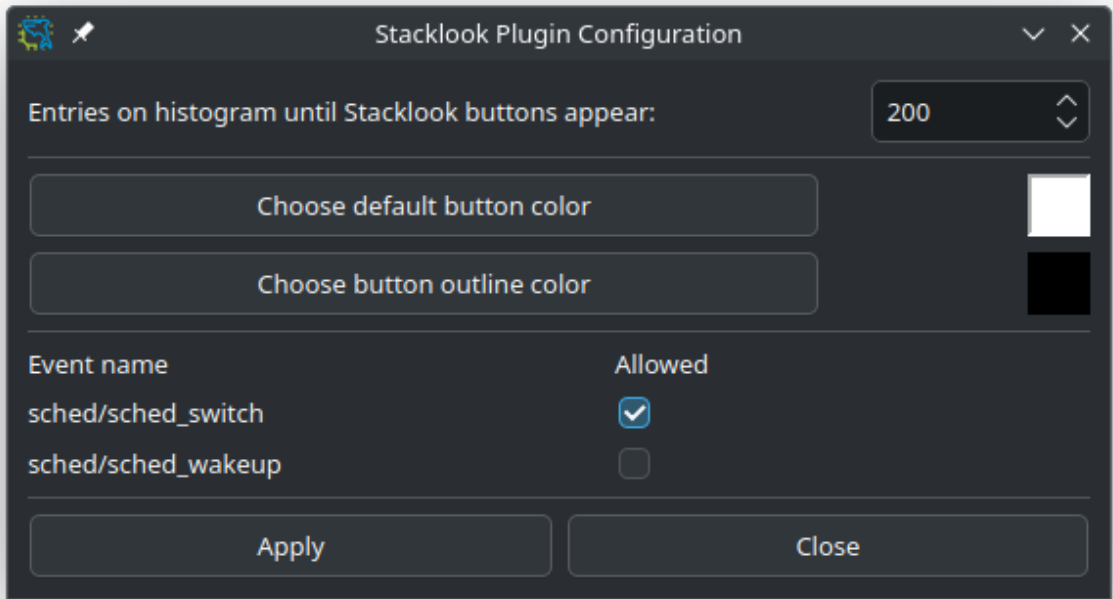 Stacklook Plugin Configuration
Entries on histogram until Stacklook buttons appear: 200
Choose default button color
Choose button outline color
Event name Allowed
sched/sched_switch
sched/sched_wakeup
Apply Close